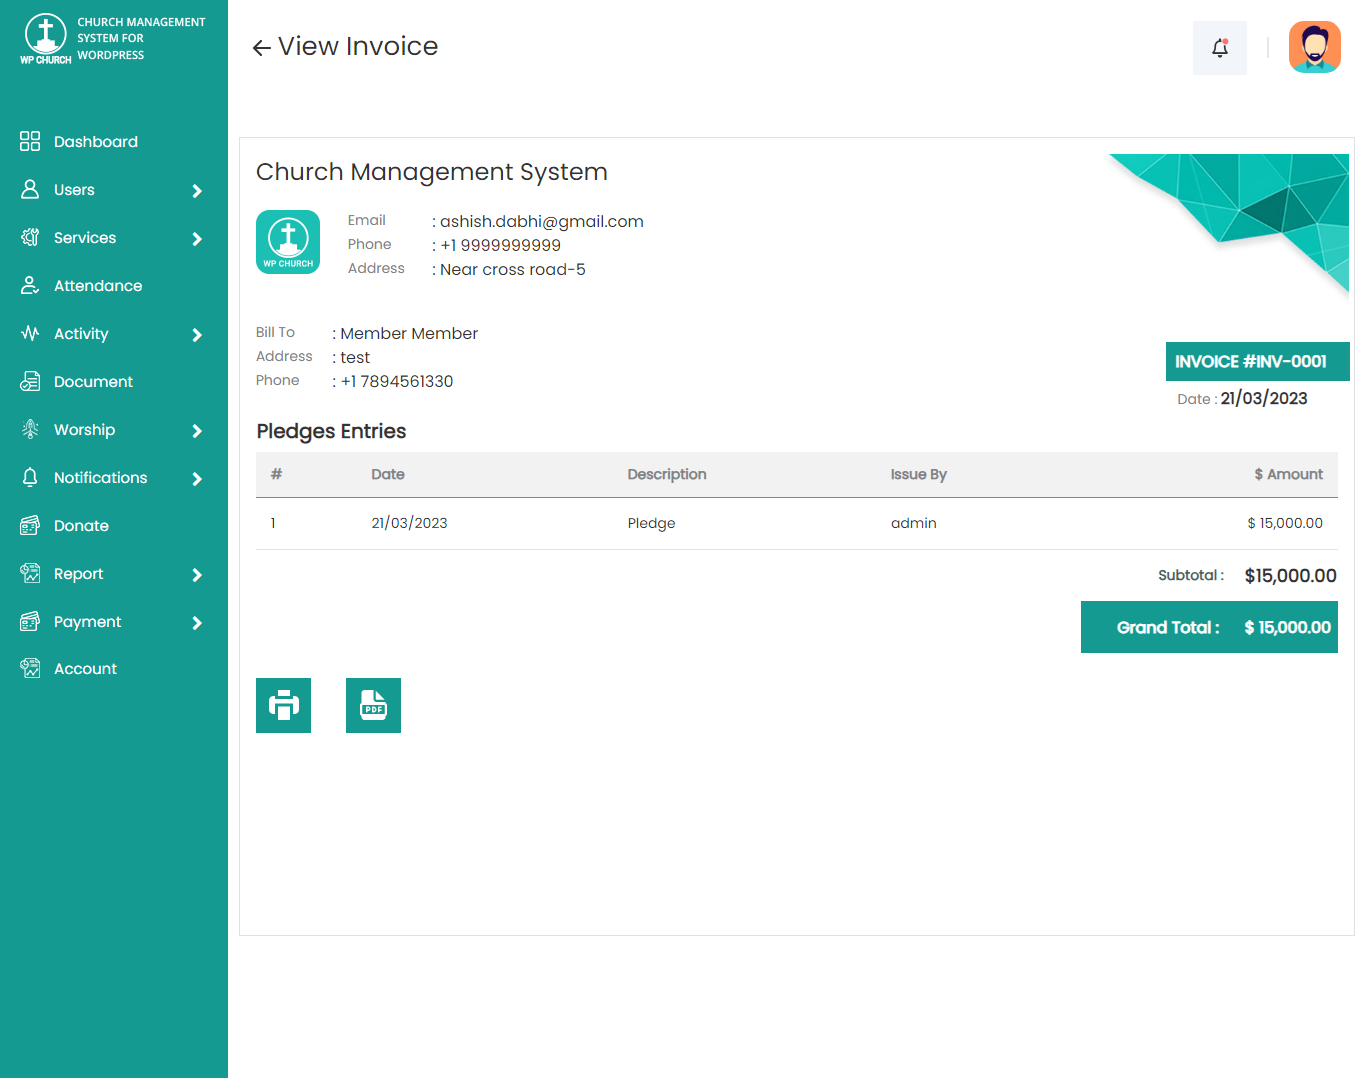 CHURCH MANAGEMENT
SYSTEM FOR
WORDPRESS
WP CHURCH
Dashboard
Users
Services
Attendance
Activity
Document
Worship
Notifications
Donate
Report
Payment
Account
View Invoice
Church Management System
WP CHURCH
Email : ashish.dabhi@gmail.com
Phone : +1 9999999999
Address : Near cross road-5
Bill To : Member Member
Address : test
Phone : +1 7894561330
INVOICE #INV-0001
Date : 21/03/2023
Pledges Entries
# Date Description Issue By $ Amount
1 21/03/2023 Pledge admin $ 15,000.00
Subtotal : $15,000.00
Grand Total : $ 15,000.00
PDF